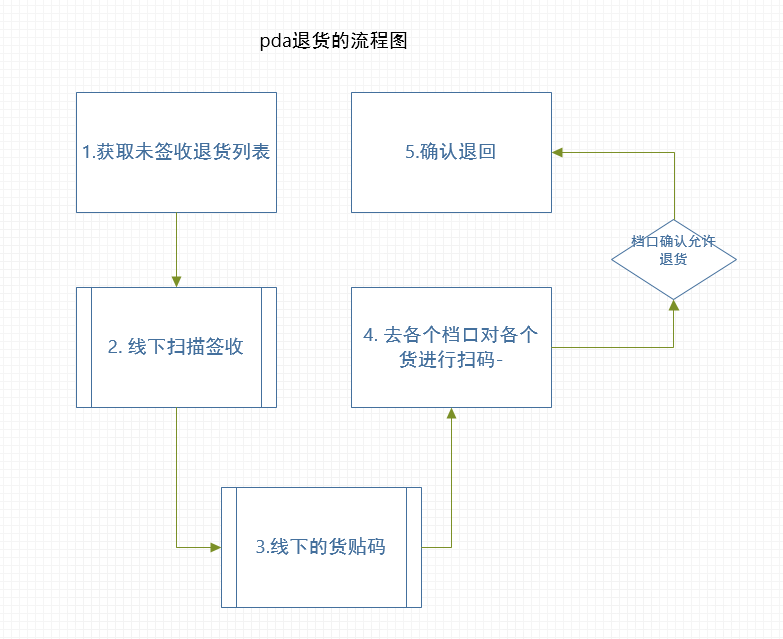 pda退货的流程图
1.获取未签收退货列表
2. 线下扫描签收
3.线下的货贴码
4. 去各个档口对各个
货进行扫码-
档口确认允许
退货
5.确认退回